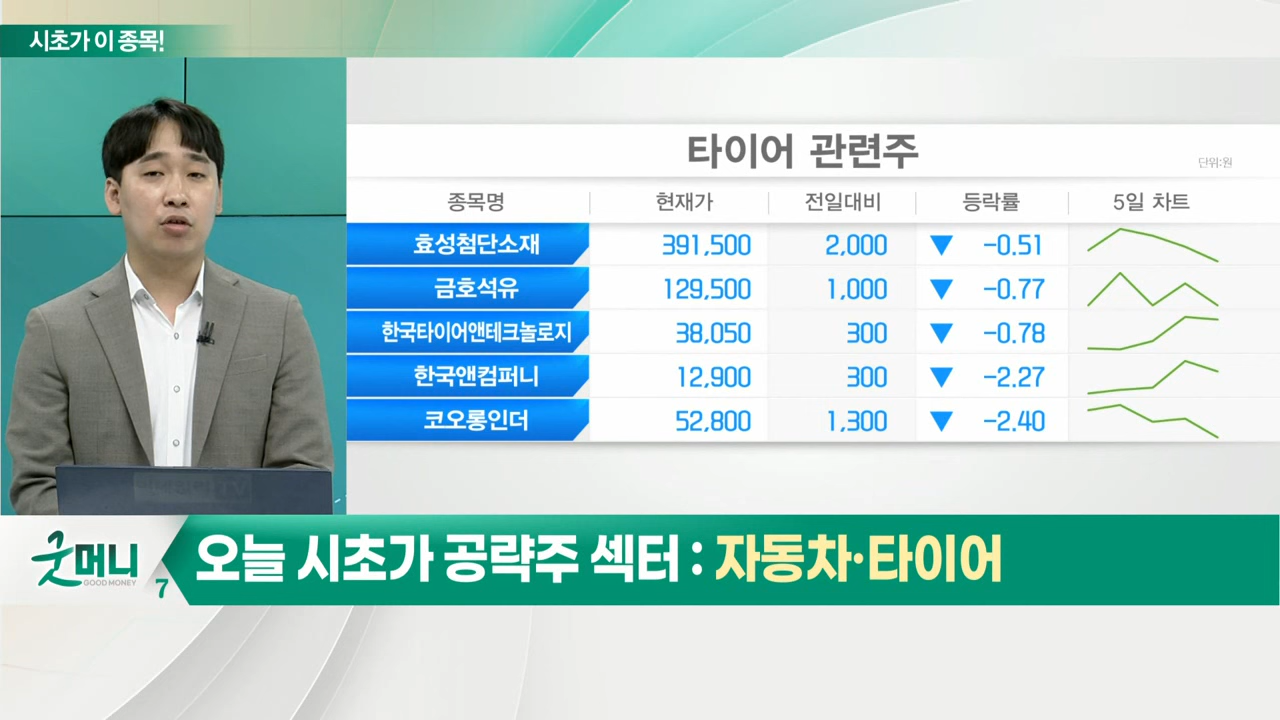 시초가 이 종목!
타이어 관련주
단위:원
종목명 현재가 전일대비 등락률 5일 차트
효성첨단소재 391,500 2,000 ▼ -0.51
금호석유 129,500 1,000 ▼ -0.77
한국타이어앤테크놀로지 38,050 300 ▼ -0.78
한국앤컴퍼니 12,900 300 ▼ -2.27
코오롱인더 52,800 1,300 ▼ -2.40
굿머니
GOOD MONEY
7
오늘 시초가 공략주 섹터 : 자동차·타이어